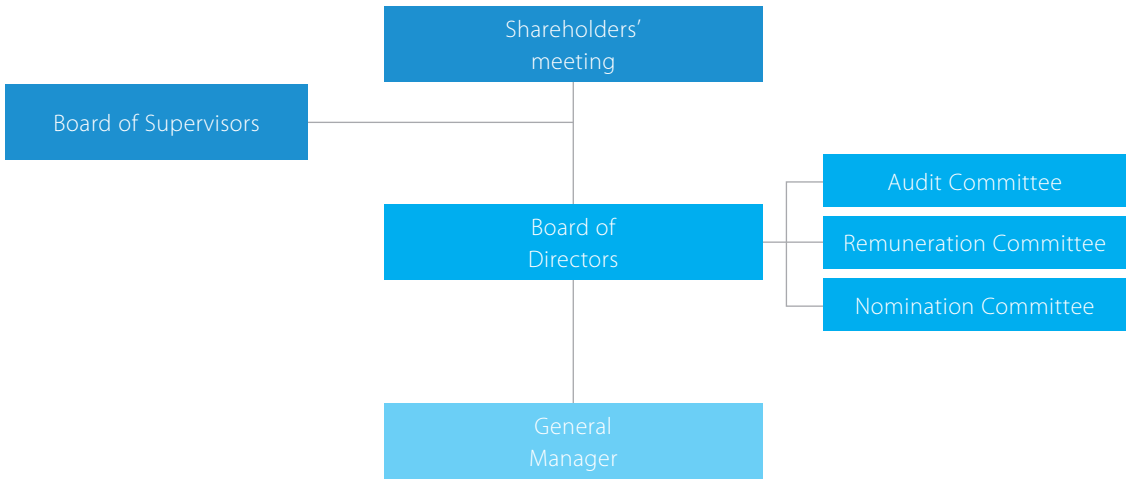 Shareholders’
meeting
Board of Supervisors
Audit Committee
Board of
Directors
Remuneration Committee
Nomination Committee
General
Manager